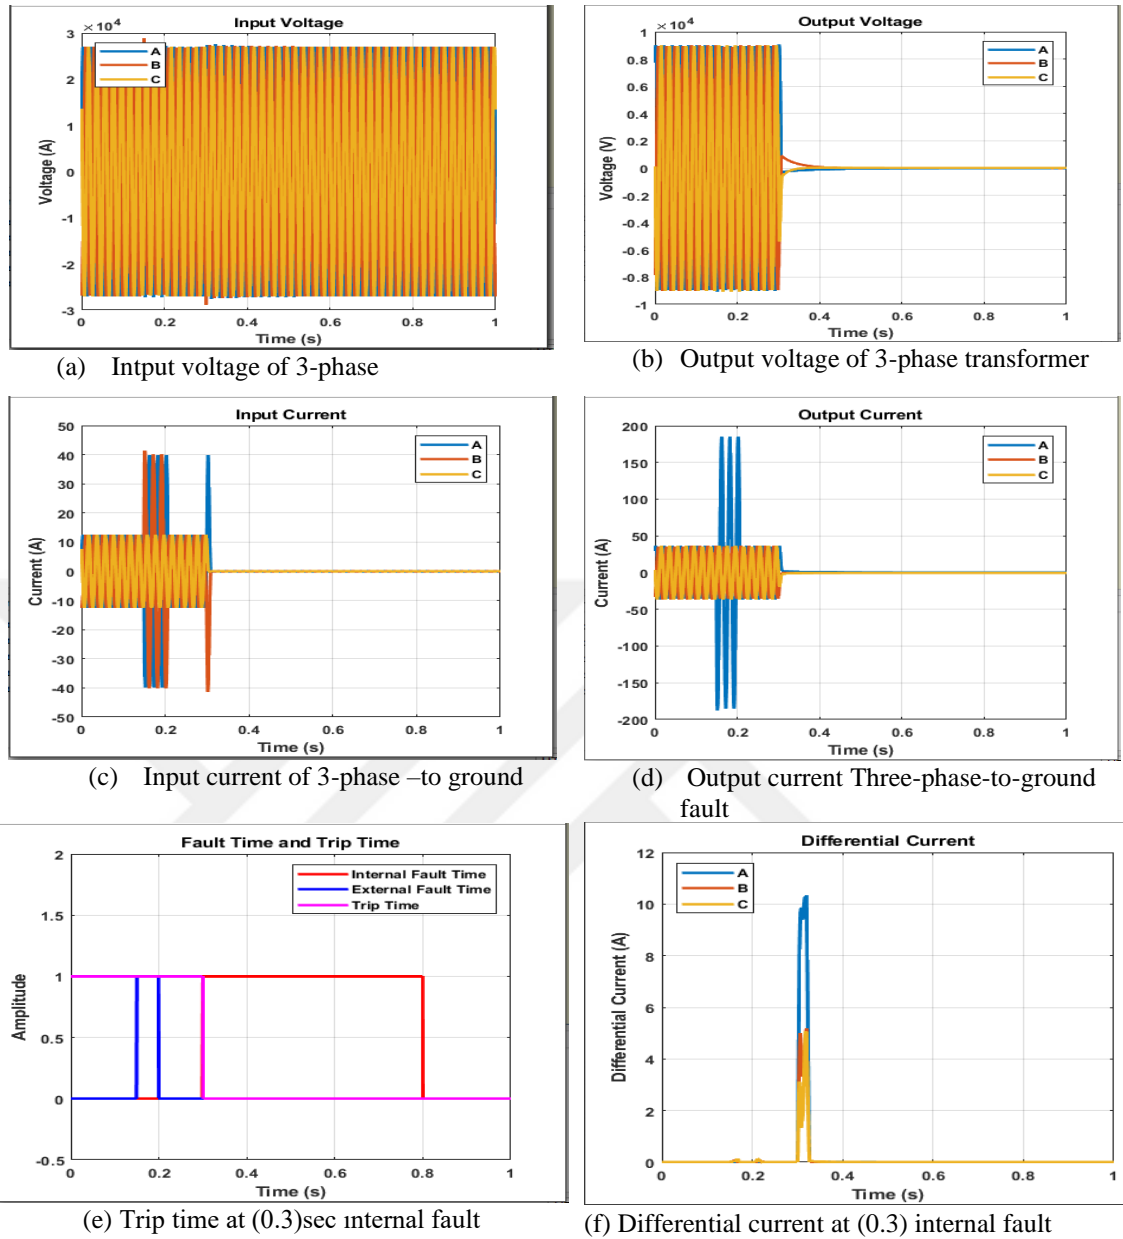 Input Voltage
×10^4
3
2
1
0
-1
-2
-3
Voltage (A)
A
B
C
0
0.2
0.4
0.6
0.8
1
Time (s)
(a) Intput voltage of 3-phase
Output Voltage
×10^4
1
0.8
0.6
0.4
0.2
0
-0.2
-0.4
-0.6
-0.8
-1
Voltage (V)
A
B
C
0
0.2
0.4
0.6
0.8
1
Time (s)
(b) Output voltage of 3-phase transformer
Input Current
50
40
30
20
10
0
-10
-20
-30
-40
-50
Current (A)
A
B
C
0
0.2
0.4
0.6
0.8
1
Time (s)
(c) Input current of 3-phase –to ground
Output Current
200
150
100
50
0
-50
-100
-150
-200
Current (A)
A
B
C
0
0.2
0.4
0.6
0.8
1
Time (s)
(d) Output current Three-phase-to-ground
fault
Fault Time and Trip Time
2
1.5
1
0.5
0
-0.5
Amplitude
Internal Fault Time
External Fault Time
Trip Time
0
0.2
0.4
0.6
0.8
1
Time (s)
(e) Trip time at (0.3)sec ınternal fault
Differential Current
12
10
8
6
4
2
0
Differential Current (A)
A
B
C
0
0.2
0.4
0.6
0.8
1
Time (s)
(f) Differential current at (0.3) internal fault